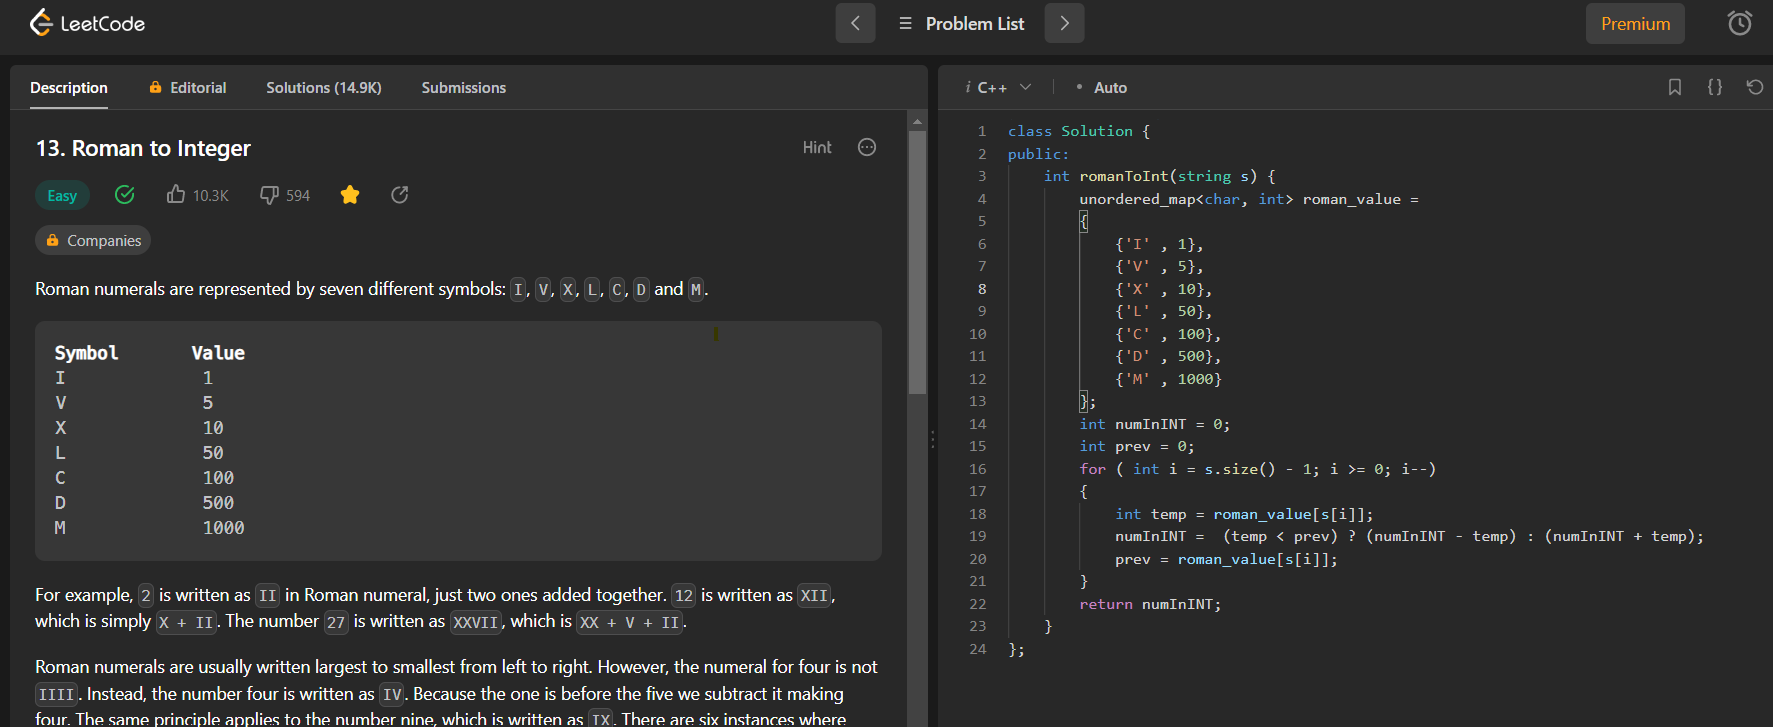 LeetCode
Problem List
Premium
Description
Editorial
Solutions (14.9K)
Submissions
13. Roman to Integer
Hint
Easy
10.3K
594
Companies
Roman numerals are represented by seven different symbols: I, V, X, L, C, D and M.
Symbol Value
I 1
V 5
X 10
L 50
C 100
D 500
M 1000
For example, 2 is written as II in Roman numeral, just two ones added together. 12 is written as XII,
which is simply X + II. The number 27 is written as XXVII, which is XX + V + II.
Roman numerals are usually written largest to smallest from left to right. However, the numeral for four is not
IIII. Instead, the number four is written as IV. Because the one is before the five we subtract it making
four. The same principle applies to the number nine, which is written as IX. There are six instances where
i C++
Auto
{}
1 class Solution {
2 public:
3 int romanToInt(string s) {
4 unordered_map<char, int> roman_value =
5 {
6 {'I' , 1},
7 {'V' , 5},
8 {'X' , 10},
9 {'L' , 50},
10 {'C' , 100},
11 {'D' , 500},
12 {'M' , 1000}
13 };
14 int numInINT = 0;
15 int prev = 0;
16 for ( int i = s.size() - 1; i >= 0; i--)
17 {
18 int temp = roman_value[s[i]];
19 numInINT =  (temp < prev) ? (numInINT - temp) : (numInINT + temp);
20 prev = roman_value[s[i]];
21 }
22 return numInINT;
23 }
24 };